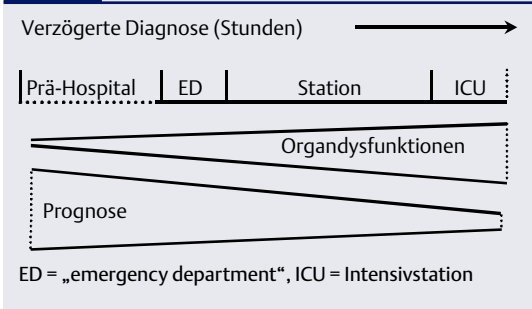 Verzögerte Diagnose (Stunden)
Prä-Hospital ED Station ICU
Organdysfunktionen
Prognose
ED = „emergency department“, ICU = Intensivstation